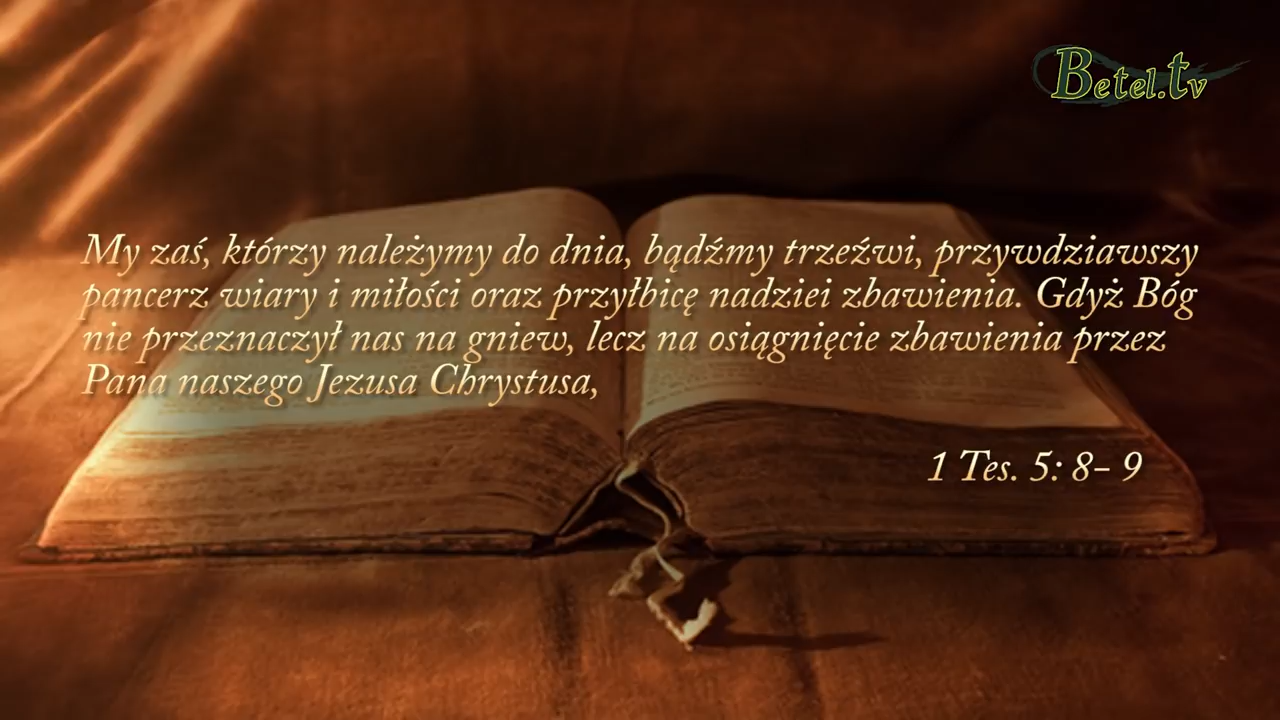 Betel.tv
My zaś, którzy należymy do dnia, bądźmy trzeźwi, przywdziawszy
pancerz wiary i miłości oraz przyłbicę nadziei zbawienia. Gdyż Bóg
nie przeznaczył nas na gniew, lecz na osiągnięcie zbawienia przez
Pana naszego Jezusa Chrystusa,
1 Tes. 5: 8– 9